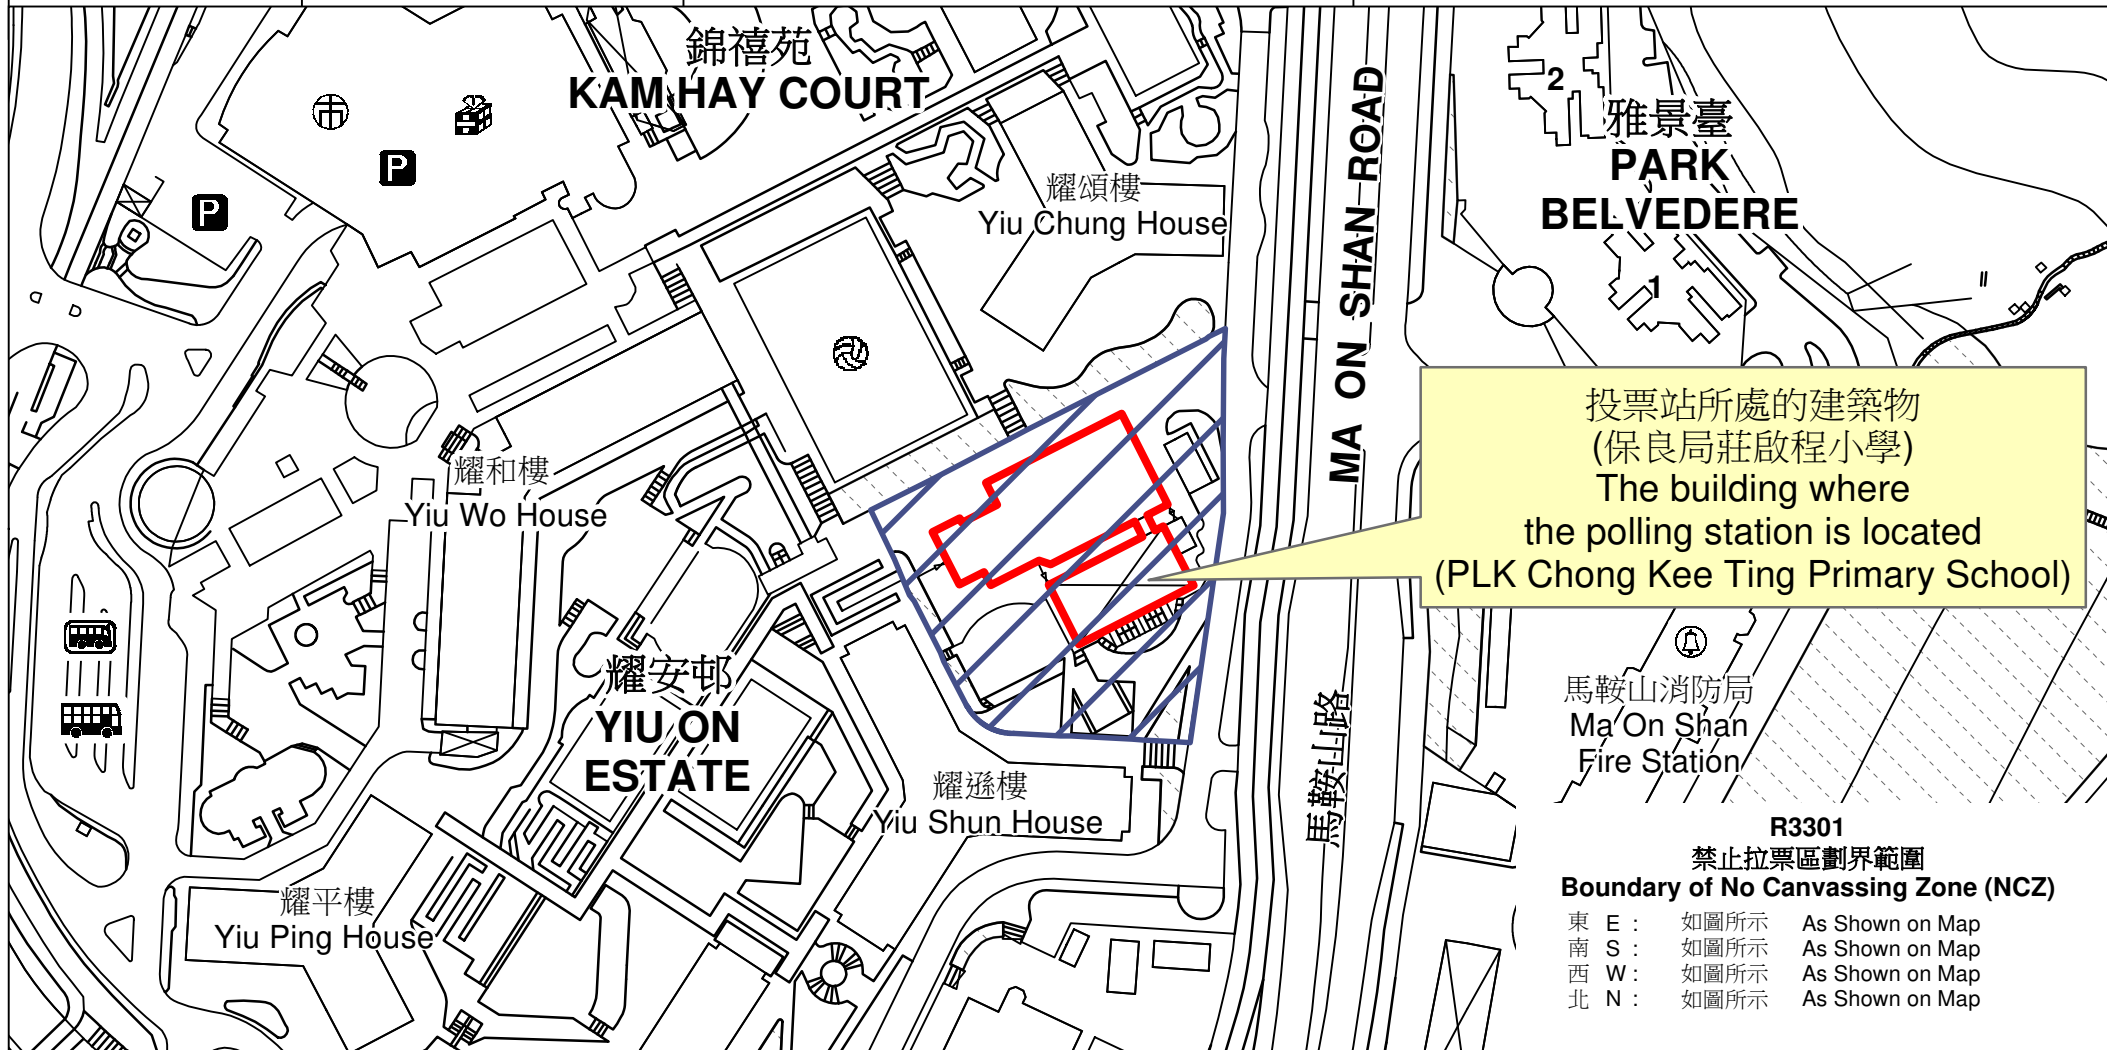 錦禧苑
KAM HAY COURT
P
P
耀頌樓
Yiu Chung House
MA ON SHAN ROAD
2
雅景臺
PARK
BELVEDERE
1
投票站所處的建築物
(保良局莊啟程小學)
The building where
the polling station is located
(PLK Chong Kee Ting Primary School)
耀和樓
Yiu Wo House
耀安邨
YIU ON
ESTATE
馬鞍山路
馬鞍山消防局
Ma On Shan
Fire Station
耀遜樓
Yiu Shun House
耀平樓
Yiu Ping House
R3301
禁止拉票區劃界範圍
Boundary of No Canvassing Zone (NCZ)
東 E : 如圖所示 As Shown on Map
南 S : 如圖所示 As Shown on Map
西 W : 如圖所示 As Shown on Map
北 N : 如圖所示 As Shown on Map